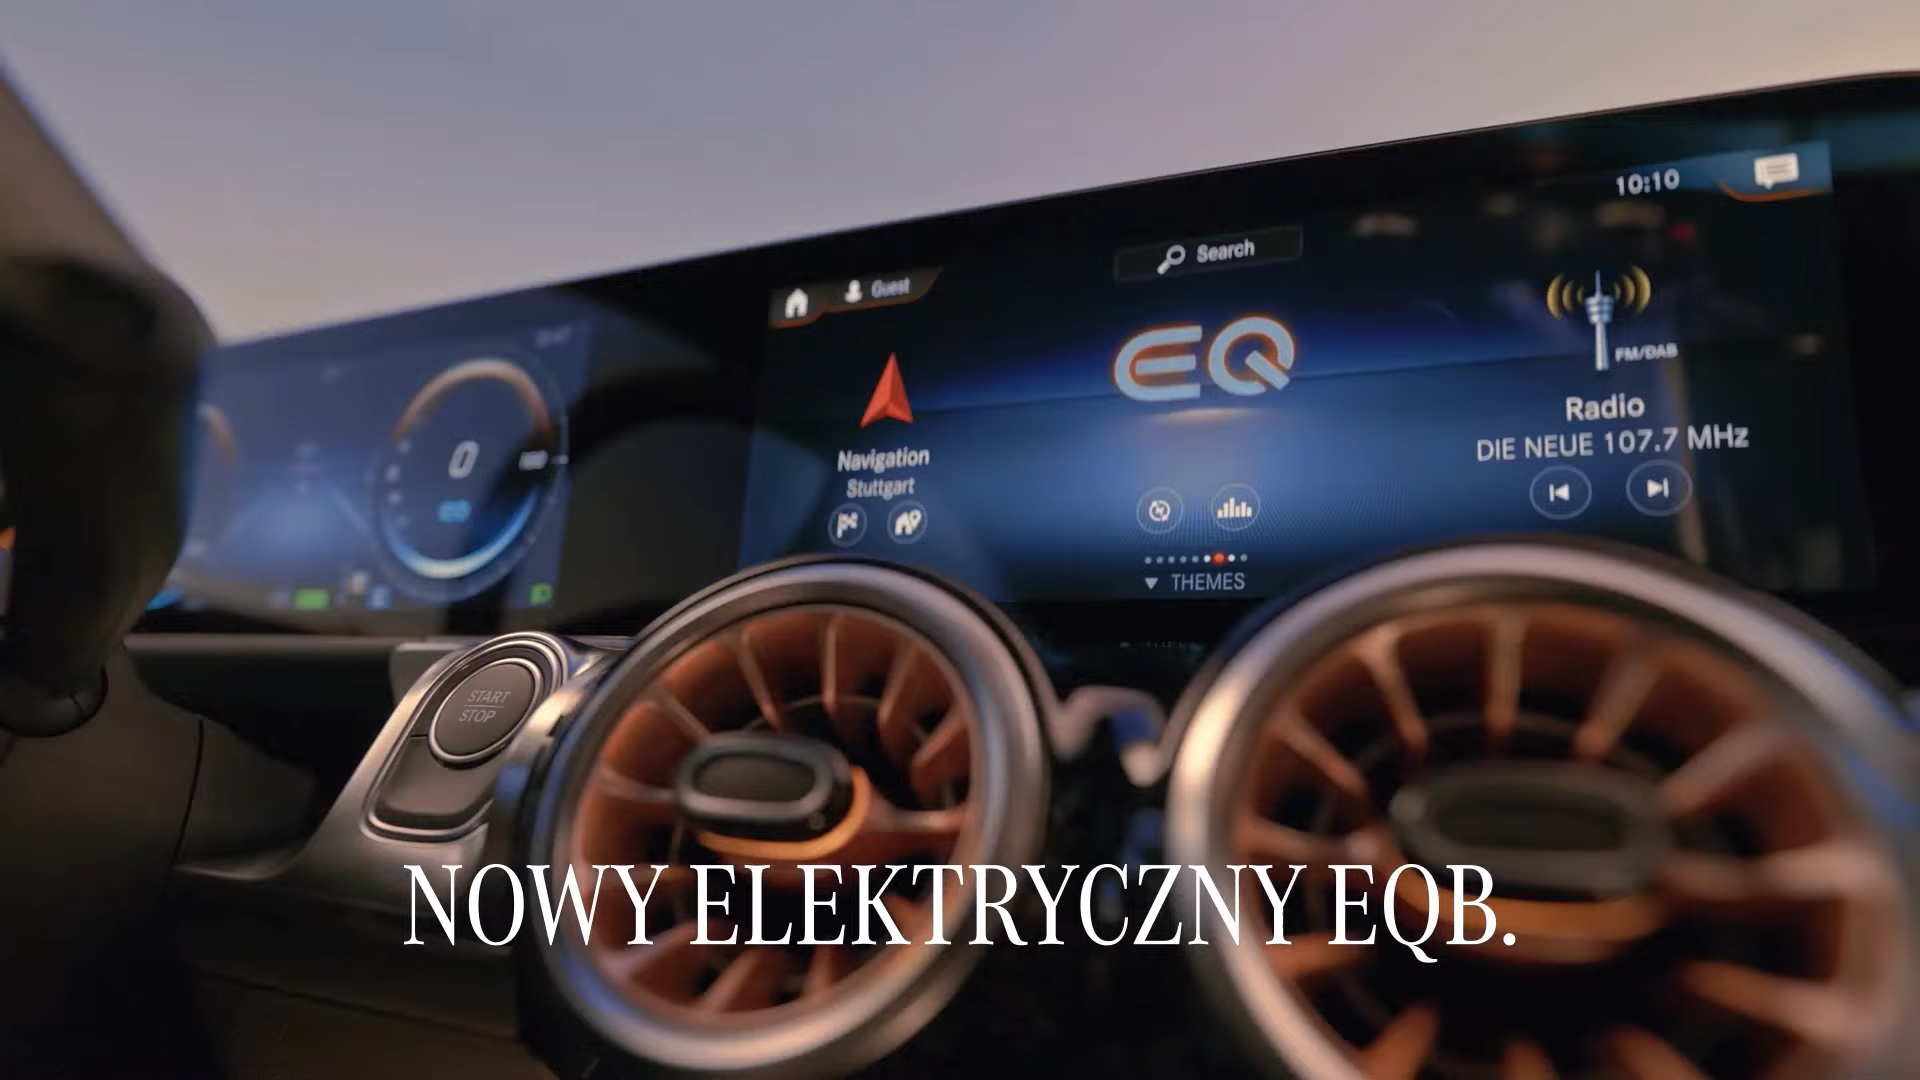 10:10
Search
Guest
EQ
FM/DAB
Navigation
Stuttgart
Radio
DIE NEUE 107.7 MHz
THEMES
0
START
STOP
NOWY ELEKTRYCZNY EQB.